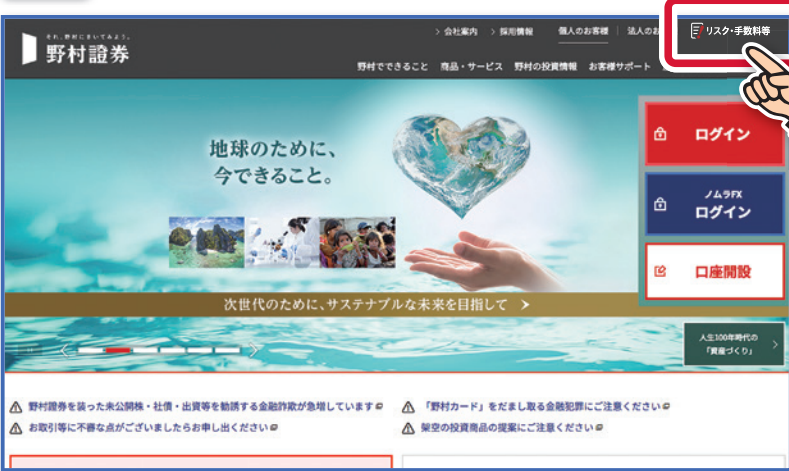 それ、野村にきいてみよう。
野村證券
会社案内
採用情報
個人のお客様
法人のお
リスク・手数料等
野村でできること
商品・サービス
野村の投資情報
お客様サポート
地球のために、
今できること。
ログイン
ノムラFX
ログイン
口座開設
次世代のために、サステナブルな未来を目指して
人生100年時代の
「資産づくり」
野村證券を装った未公開株・社債・出資等を勧誘する金融詐欺が急増しています
「野村カード」をだまし取る金融犯罪にご注意ください
お取引等に不審な点がございましたらお申し出ください
架空の投資商品の提案にご注意ください